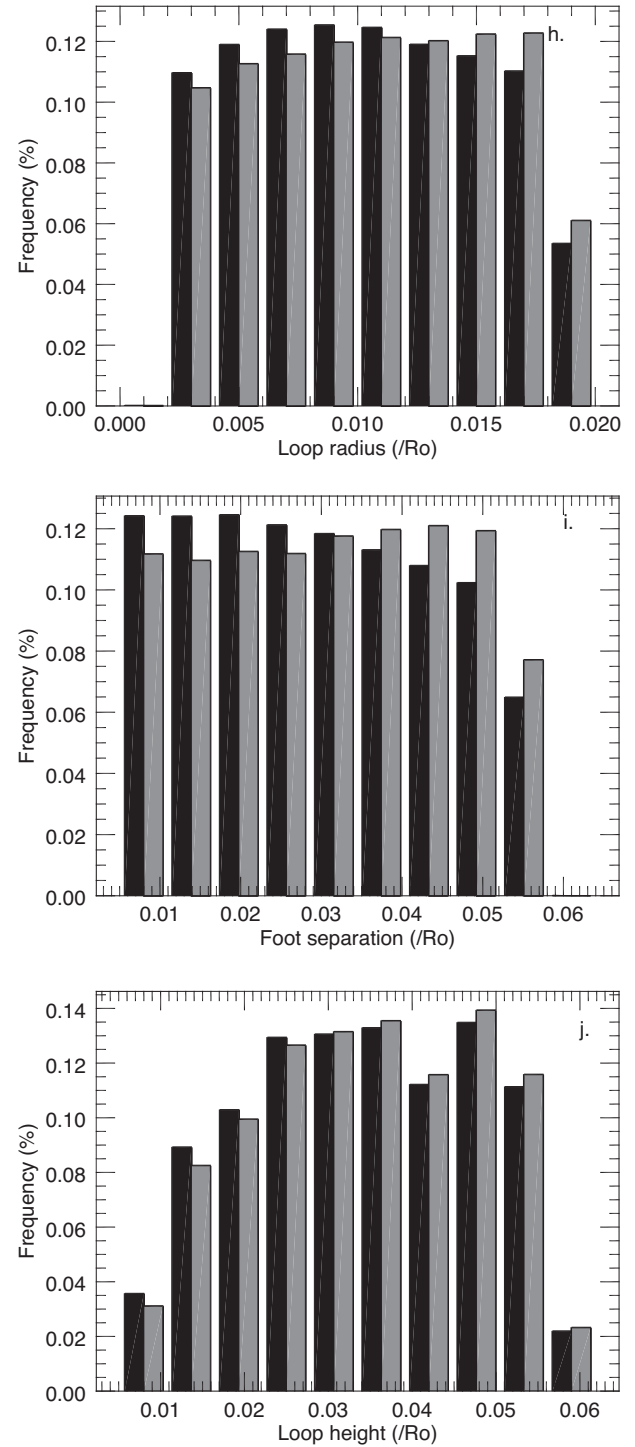 h.
0.12
0.10
0.08
0.06
0.04
0.02
0.00
Frequency (%)
0.000 0.005 0.010 0.015 0.020
Loop radius (/Ro)
i.
0.12
0.10
0.08
0.06
0.04
0.02
0.00
Frequency (%)
0.01 0.02 0.03 0.04 0.05 0.06
Foot separation (/Ro)
j.
0.14
0.12
0.10
0.08
0.06
0.04
0.02
0.00
Frequency (%)
0.01 0.02 0.03 0.04 0.05 0.06
Loop height (/Ro)